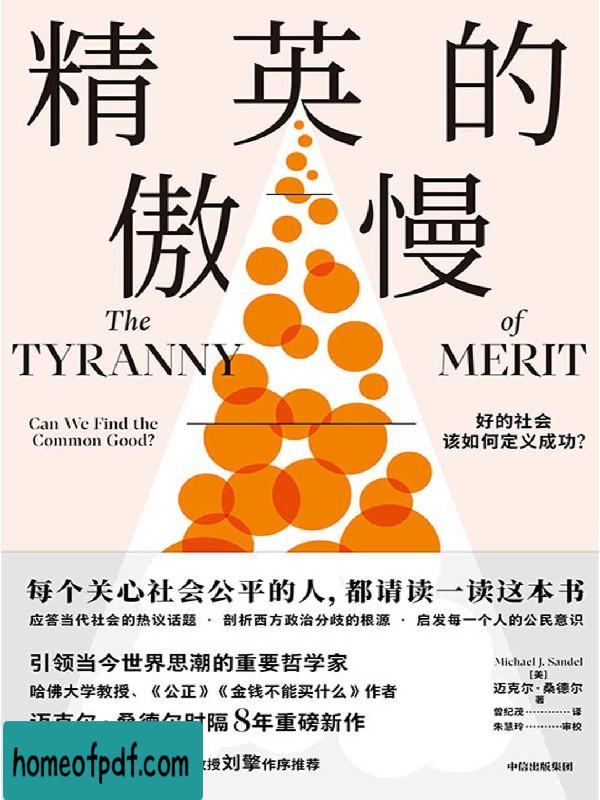 精英的
傲慢
The
TYRANNY
of
MERIT
Can We Find the
Common Good?
好的社会
该如何定义成功？
每个关心社会公平的人，都请读一读这本书
应答当代社会的热议话题 · 剖析西方政治分歧的根源 · 启发每一个人的公民意识
引领当今世界思潮的重要哲学家
哈佛大学教授、《公正》《金钱不能买什么》作者
迈克尔·桑德尔时隔8年重磅新作
教授刘擎作序推荐
Michael J. Sandel
[美]
迈克尔·桑德尔
著
曾纪茂…………译
朱慧玲…………审校
中信出版集团
homeofpdf.com